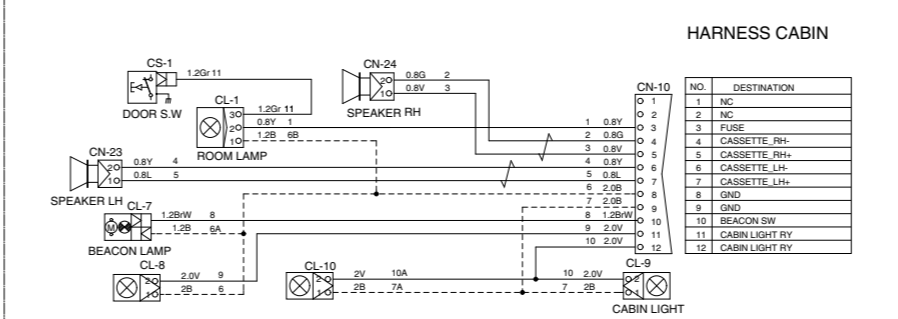 HARNESS CABIN
CS-1
1.2Gr 11
DOOR S.W
CL-1
3 1.2Gr 11
2 0.8Y 1
1 1.2B 6B
ROOM LAMP
CN-24
2 0.8G 2
1 0.8V 3
SPEAKER RH
CN-23
2 0.8Y 4
1 0.8L 5
SPEAKER LH
CL-7
M
1.2BrW 8
1.2B 6A
BEACON LAMP
CL-8
2 2.0V 9
1 2B 6
CL-10
2 2V 10A
1 2B 7A
CL-9
10 2.0V 2
7 2B 1
CABIN LIGHT
CN-10
1
2
1 0.8Y 3
2 0.8G 4
3 0.8V 5
4 0.8Y 6
5 0.8L 7
6 2.0B 8
7 2.0B 9
8 1.2BrW 10
9 2.0V 11
10 2.0V 12
NO. DESTINATION
1 NC
2 NC
3 FUSE
4 CASSETTE_RH-
5 CASSETTE_RH+
6 CASSETTE_LH-
7 CASSETTE_LH+
8 GND
9 GND
10 BEACON SW
11 CABIN LIGHT RY
12 CABIN LIGHT RY